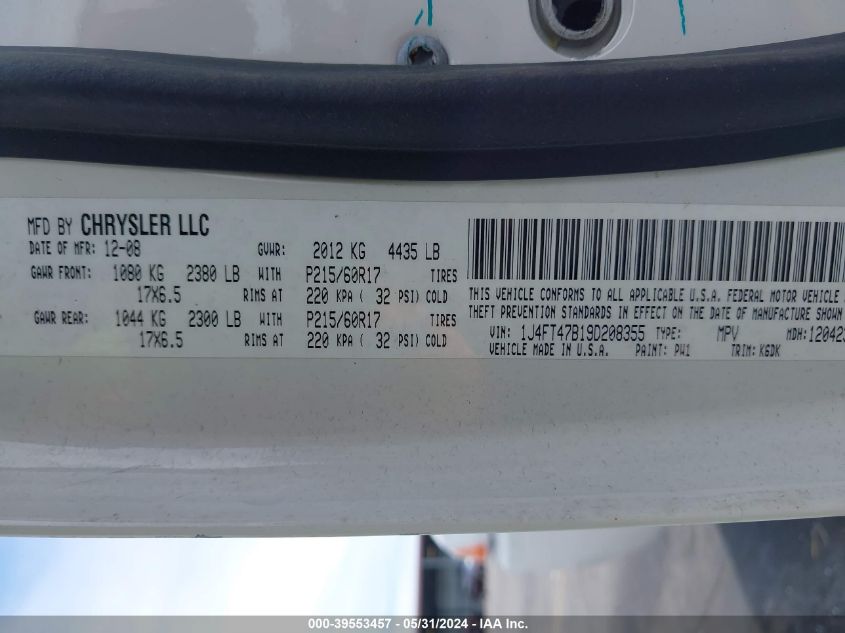 MFD BY CHRYSLER LLC
DATE OF MFR: 12-08 GVWR: 2012 KG 4435 LB
GAWR FRONT: 1080 KG 2380 LB WITH P215/60R17 TIRES
17X6.5 RIMS AT 220 KPA ( 32 PSI) COLD
GAWR REAR: 1044 KG 2300 LB WITH P215/60R17 TIRES
17X6.5 RIMS AT 220 KPA ( 32 PSI) COLD
THIS VEHICLE CONFORMS TO ALL APPLICABLE U.S.A. FEDERAL MOTOR VEHICLE
THEFT PREVENTION STANDARDS IN EFFECT ON THE DATE OF MANUFACTURE SHOWN
VIN: 1J4FT47B19D208355 TYPE: MPV MDH: 120423
VEHICLE MADE IN U.S.A. PAINT: PW1 TRIM: K6DK
000-39553457 - 05/31/2024 - IAA Inc.